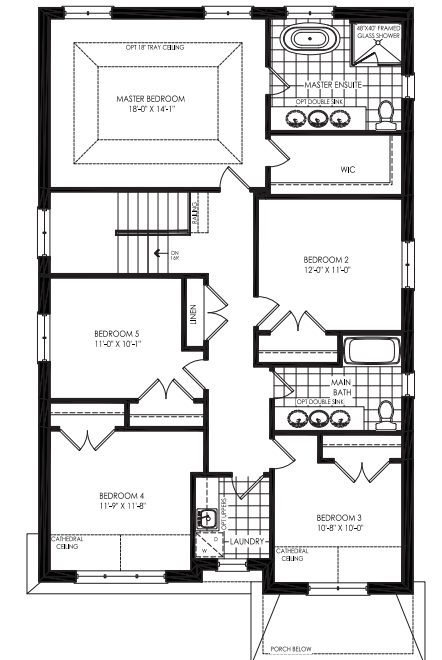 OPT 18" TRAY CEILING
48"X40" FRAMED
GLASS SHOWER
MASTER BEDROOM
18'-0" X 14'-1"
MASTER ENSUITE
OPT DOUBLE SINK
WIC
RAILING
DN
16R
BEDROOM 2
12'-0" X 11'-0"
LINEN
BEDROOM 5
11'-0" X 10'-1"
MAIN
BATH
OPT DOUBLE SINK
BEDROOM 4
11'-9" X 11'-8"
OPT UPPERS
BEDROOM 3
10'-8" X 10'-0"
CATHEDRAL
CEILING
W
D
LAUNDRY
CATHEDRAL
CEILING
PORCH BELOW